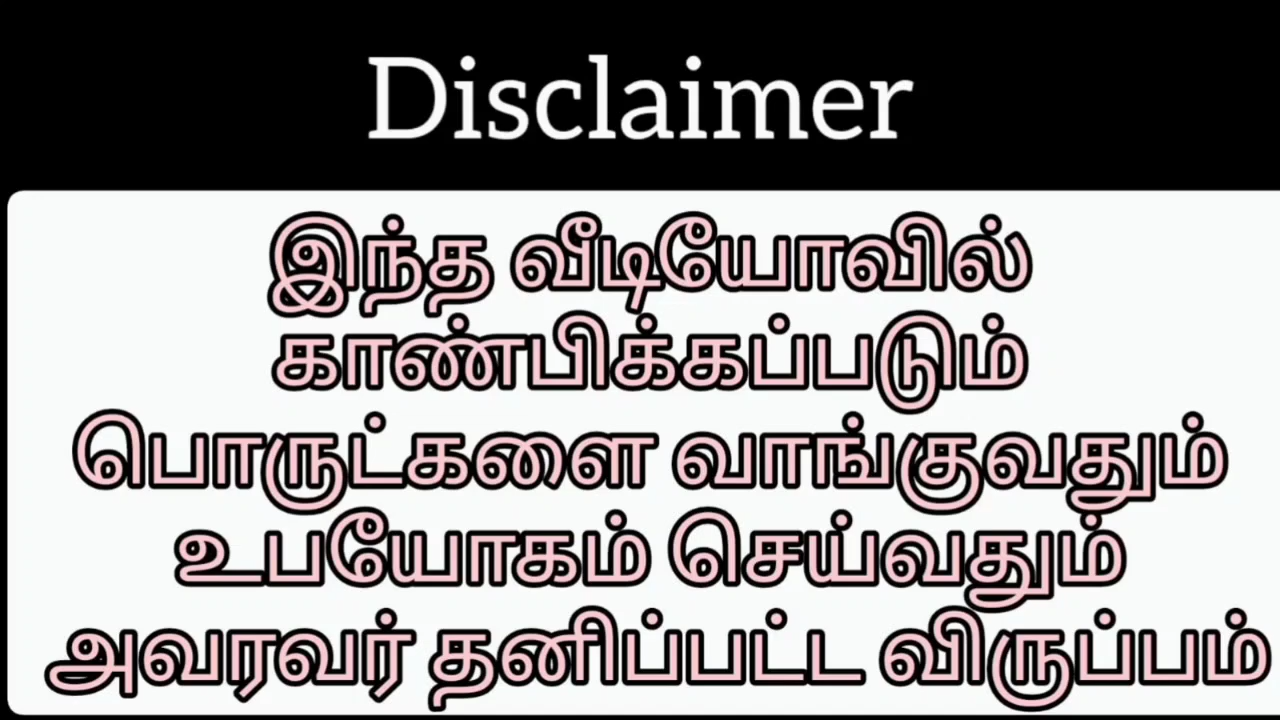 Disclaimer
இந்த வீடியோவில்
காண்பிக்கப்படும்
பொருட்களை வாங்குவதும்
உபயோகம் செய்வதும்
அவரவர் தனிப்பட்ட விருப்பம்